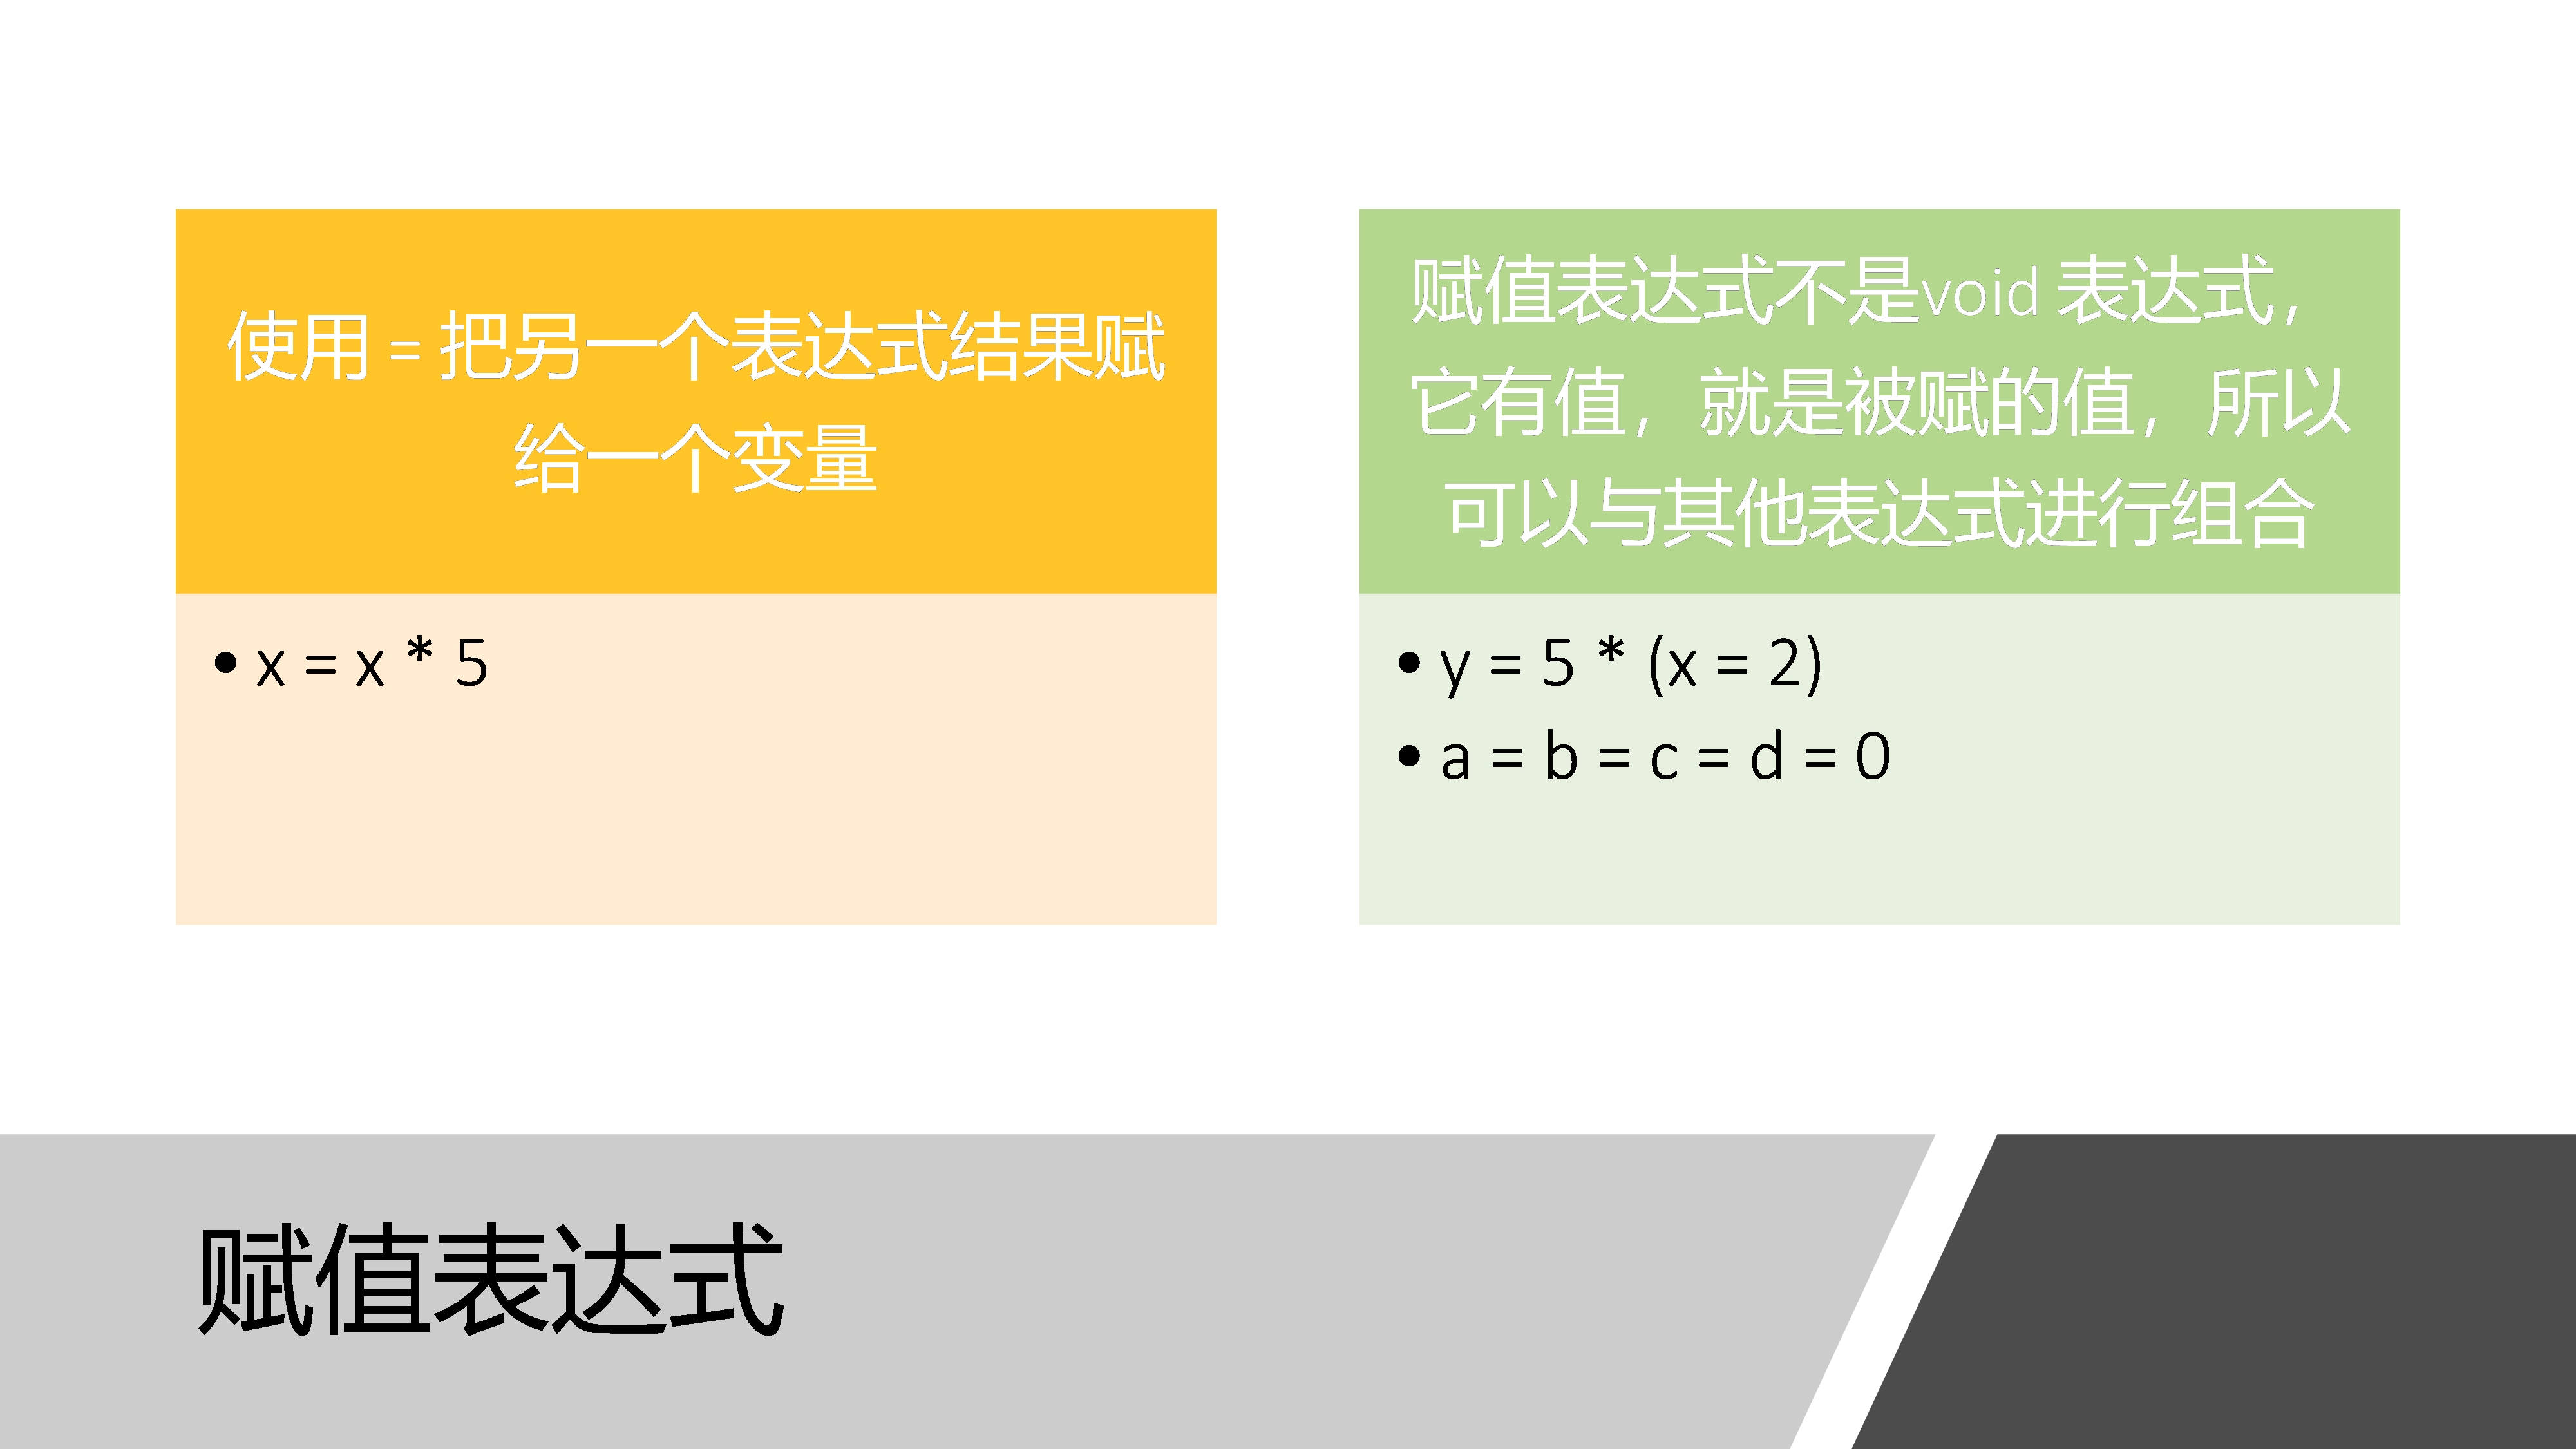 使用 = 把另一个表达式结果赋
给一个变量
• x = x * 5
赋值表达式不是void 表达式，
它有值，就是被赋的值，所以
可以与其他表达式进行组合
• y = 5 * (x = 2)
• a = b = c = d = 0
赋值表达式